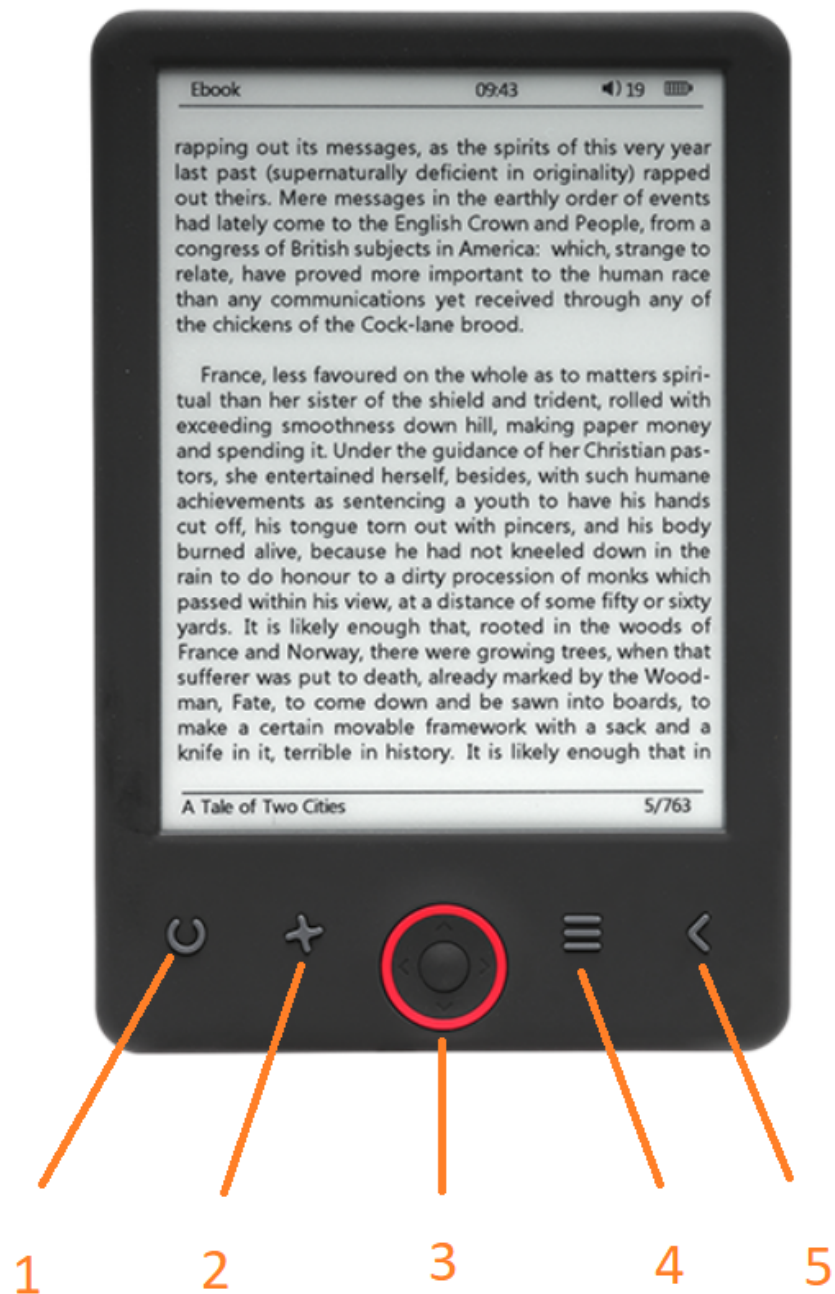 Ebook 09:43 19
rapping out its messages, as the spirits of this very year
last past (supernaturally deficient in originality) rapped
out theirs. Mere messages in the earthly order of events
had lately come to the English Crown and People, from a
congress of British subjects in America:  which, strange to
relate, have proved more important to the human race
than any communications yet received through any of
the chickens of the Cock-lane brood.
France, less favoured on the whole as to matters spiri-
tual than her sister of the shield and trident, rolled with
exceeding smoothness down hill, making paper money
and spending it. Under the guidance of her Christian pas-
tors, she entertained herself, besides, with such humane
achievements as sentencing a youth to have his hands
cut off, his tongue torn out with pincers, and his body
burned alive, because he had not kneeled down in the
rain to do honour to a dirty procession of monks which
passed within his view, at a distance of some fifty or sixty
yards. It is likely enough that, rooted in the woods of
France and Norway, there were growing trees, when that
sufferer was put to death, already marked by the Wood-
man, Fate, to come down and be sawn into boards, to
make a certain movable framework with a sack and a
knife in it, terrible in history. It is likely enough that in
A Tale of Two Cities 5/763
1 2 3 4 5